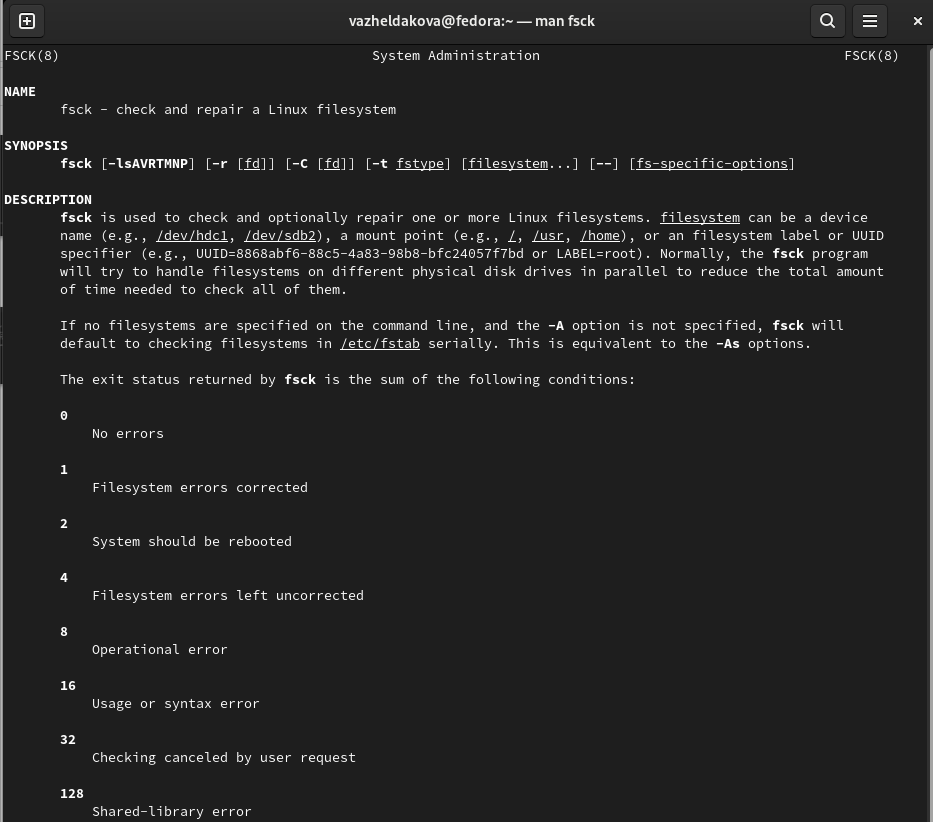 vazheldakova@fedora:~ — man fsck
FSCK(8) System Administration FSCK(8)
NAME
fsck - check and repair a Linux filesystem
SYNOPSIS
fsck [-lsAVRTMNP] [-r [fd]] [-C [fd]] [-t fstype] [filesystem...] [--] [fs-specific-options]
DESCRIPTION
fsck is used to check and optionally repair one or more Linux filesystems. filesystem can be a device
name (e.g., /dev/hdc1, /dev/sdb2), a mount point (e.g., /, /usr, /home), or an filesystem label or UUID
specifier (e.g., UUID=8868abf6-88c5-4a83-98b8-bfc24057f7bd or LABEL=root). Normally, the fsck program
will try to handle filesystems on different physical disk drives in parallel to reduce the total amount
of time needed to check all of them.
If no filesystems are specified on the command line, and the -A option is not specified, fsck will
default to checking filesystems in /etc/fstab serially. This is equivalent to the -As options.
The exit status returned by fsck is the sum of the following conditions:
0
No errors
1
Filesystem errors corrected
2
System should be rebooted
4
Filesystem errors left uncorrected
8
Operational error
16
Usage or syntax error
32
Checking canceled by user request
128
Shared-library error